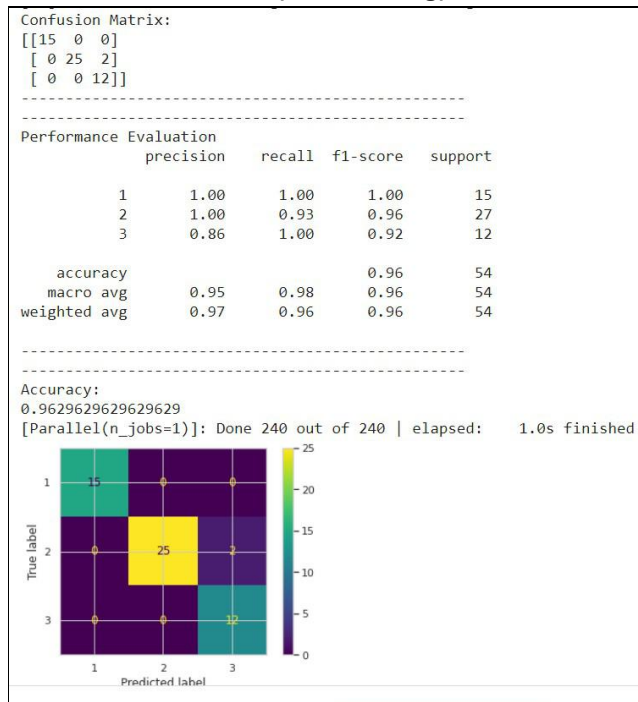 Confusion Matrix:
[[15 0 0]
[ 0 25 2]
[ 0 0 12]]
--------------------------------------------------
--------------------------------------------------
Performance Evaluation
precision recall f1-score support
1 1.00 1.00 1.00 15
2 1.00 0.93 0.96 27
3 0.86 1.00 0.92 12
accuracy 0.96 54
macro avg 0.95 0.98 0.96 54
weighted avg 0.97 0.96 0.96 54
--------------------------------------------------
--------------------------------------------------
Accuracy:
0.9629629629629629
[Parallel(n_jobs=1)]: Done 240 out of 240 | elapsed: 1.0s finished
25
1 15 0 0
20
15
True label
2 0 25 2
10
5
3 0 0 12
0
1 2 3
Predicted label